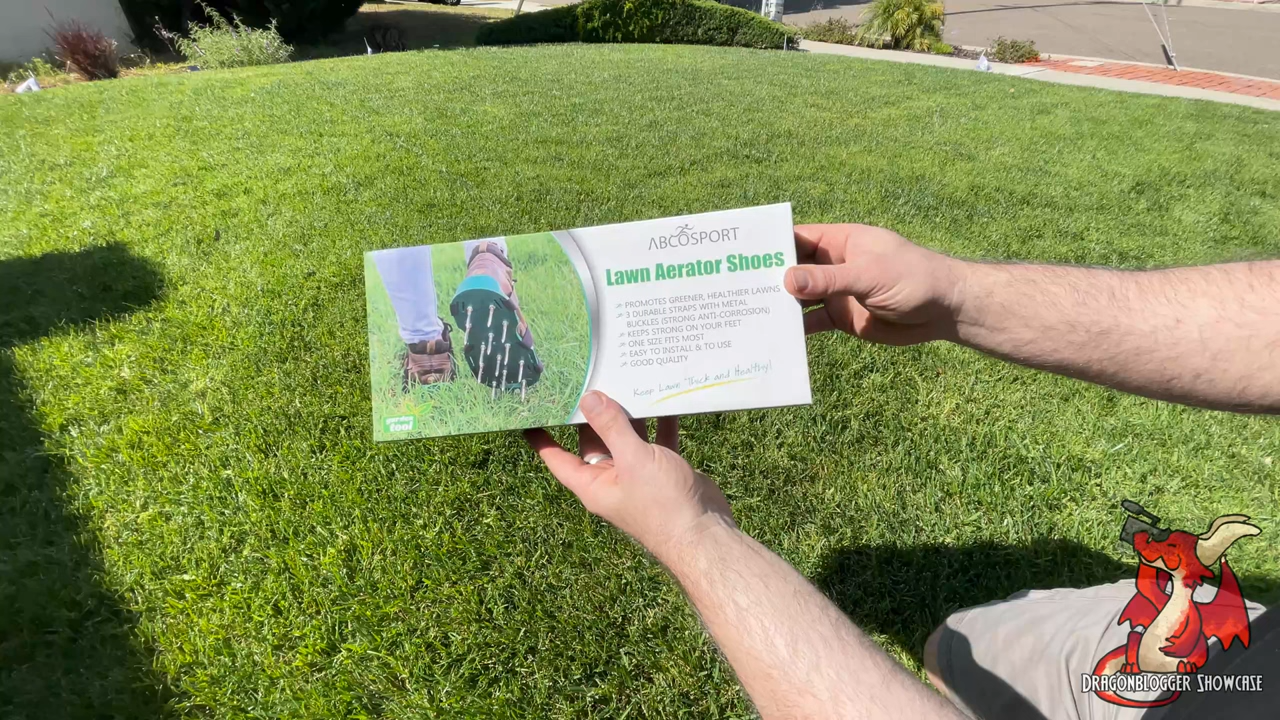 ABCOSPORT
Lawn Aerator Shoes
PROMOTES GREENER, HEALTHIER LAWNS
3 DURABLE STRAPS WITH METAL
BUCKLES (STRONG ANTI-CORROSION)
KEEPS STRONG ON YOUR FEET
ONE SIZE FITS MOST
EASY TO INSTALL & TO USE
GOOD QUALITY
Keep Lawn Thick and Healthy!
garden
tool
DRAGONBLOGGER SHOWCASE